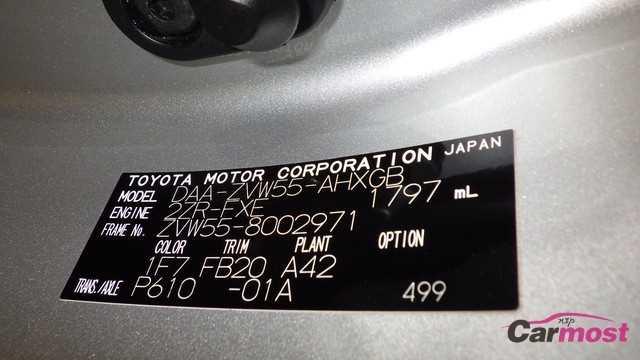 TOYOTA MOTOR CORPORATION JAPAN
MODEL DAA-ZVW55-AHXGB
ENGINE 2ZR-FXE 1797 mL
FRAME No. ZVW55-8002971
COLOR TRIM PLANT OPTION
1F7 FB20 A42
TRANS./AXLE P610 -01A 499
Carmost